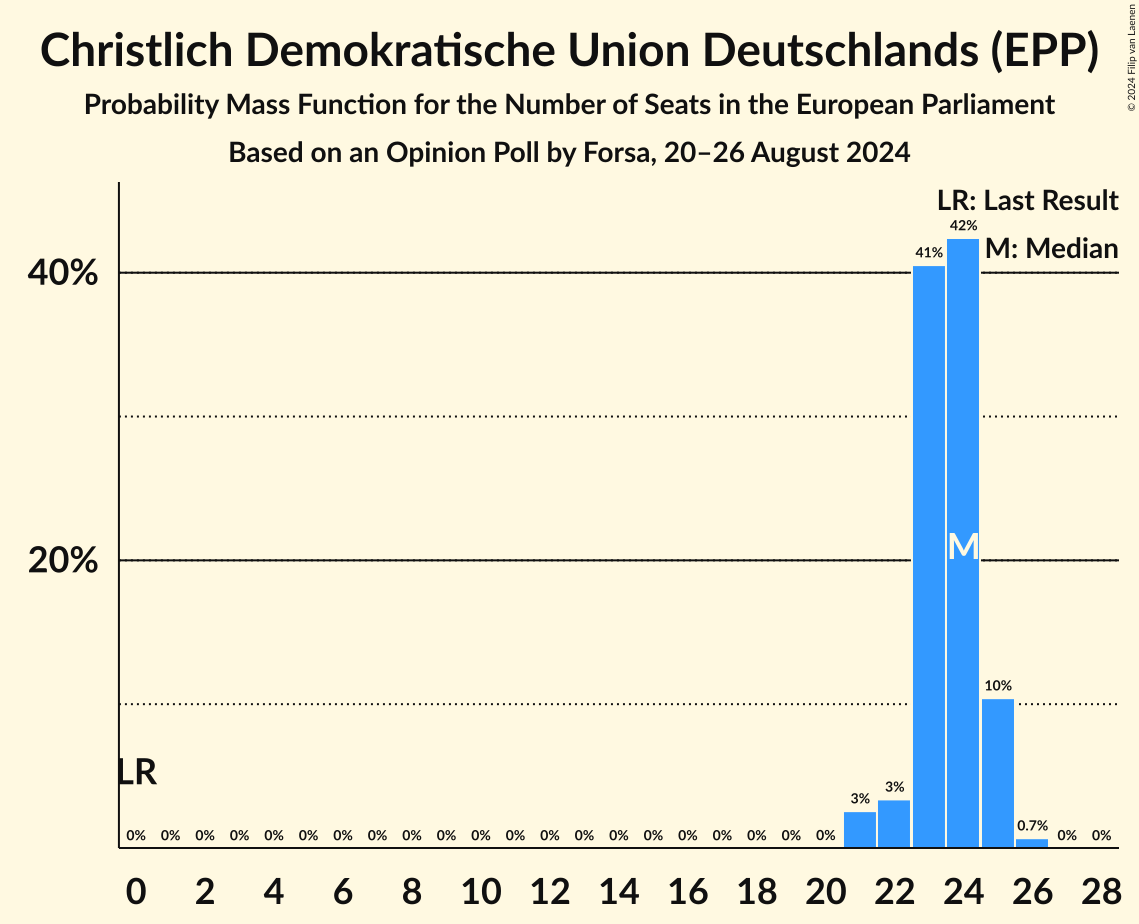 Christlich Demokratische Union Deutschlands (EPP)
Probability Mass Function for the Number of Seats in the European Parliament
Based on an Opinion Poll by Forsa, 20–26 August 2024
© 2024 Filip van Laenen
LR: Last Result
M: Median
40%
20%
LR
M
0% 0% 0% 0% 0% 0% 0% 0% 0% 0% 0% 0% 0% 0% 0% 0% 0% 0% 0% 0% 0% 3% 3% 41% 42% 10% 0.7% 0% 0%
0 2 4 6 8 10 12 14 16 18 20 22 24 26 28